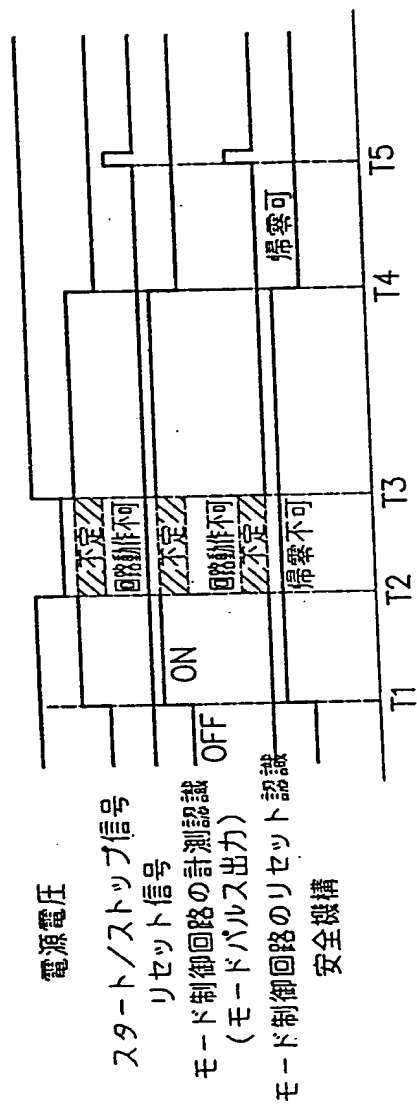 電源電圧
スタート/ストップ信号
リセット信号
モード制御回路の計測認識
(モードパルス出力)
モード制御回路のリセット認識
安全機構
ON
OFF
不定
回路動作不可
不定
回路動作不可
不定
帰零不可
帰零可
T1
T2
T3
T4
T5